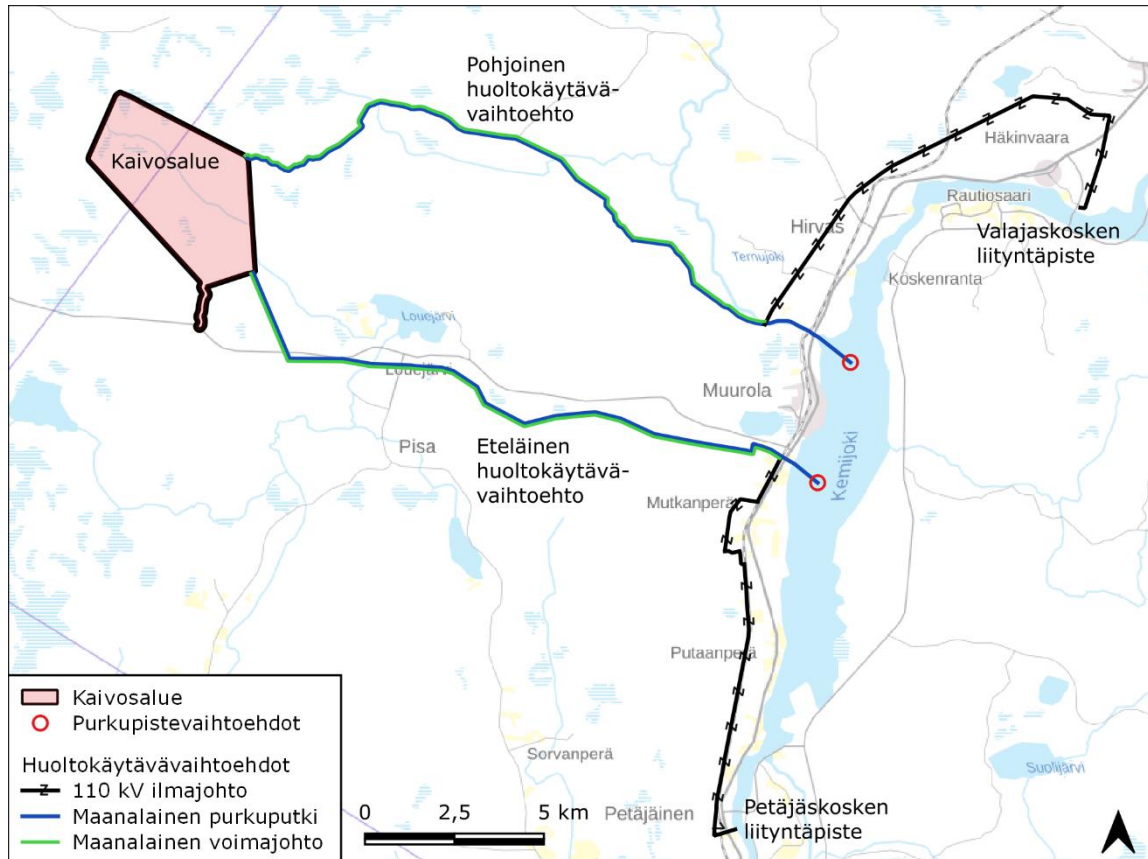 Pohjoinen
huoltokäytävä-
vaihtoehto
Kaivosalue
Häkinvaara
Rautiosaari
Hirvas
Valajaskosken
liityntäpiste
Ternujoki
Koskenranta
Louejärvi
Louejärvi
Muurola
Pisa
Eteläinen
huoltokäytävä-
vaihtoehto
Kemijoki
Mutkanperä
Putaanperä
Sorvanperä
Suolijärvi
Petäjäinen
Petäjäskosken
liityntäpiste
Kaivosalue
Purkupistevaihtoehdot
Huoltokäytävävaihtoehdot
110 kV ilmajohto
Maanalainen purkuputki
Maanalainen voimajohto
0 2,5 5 km